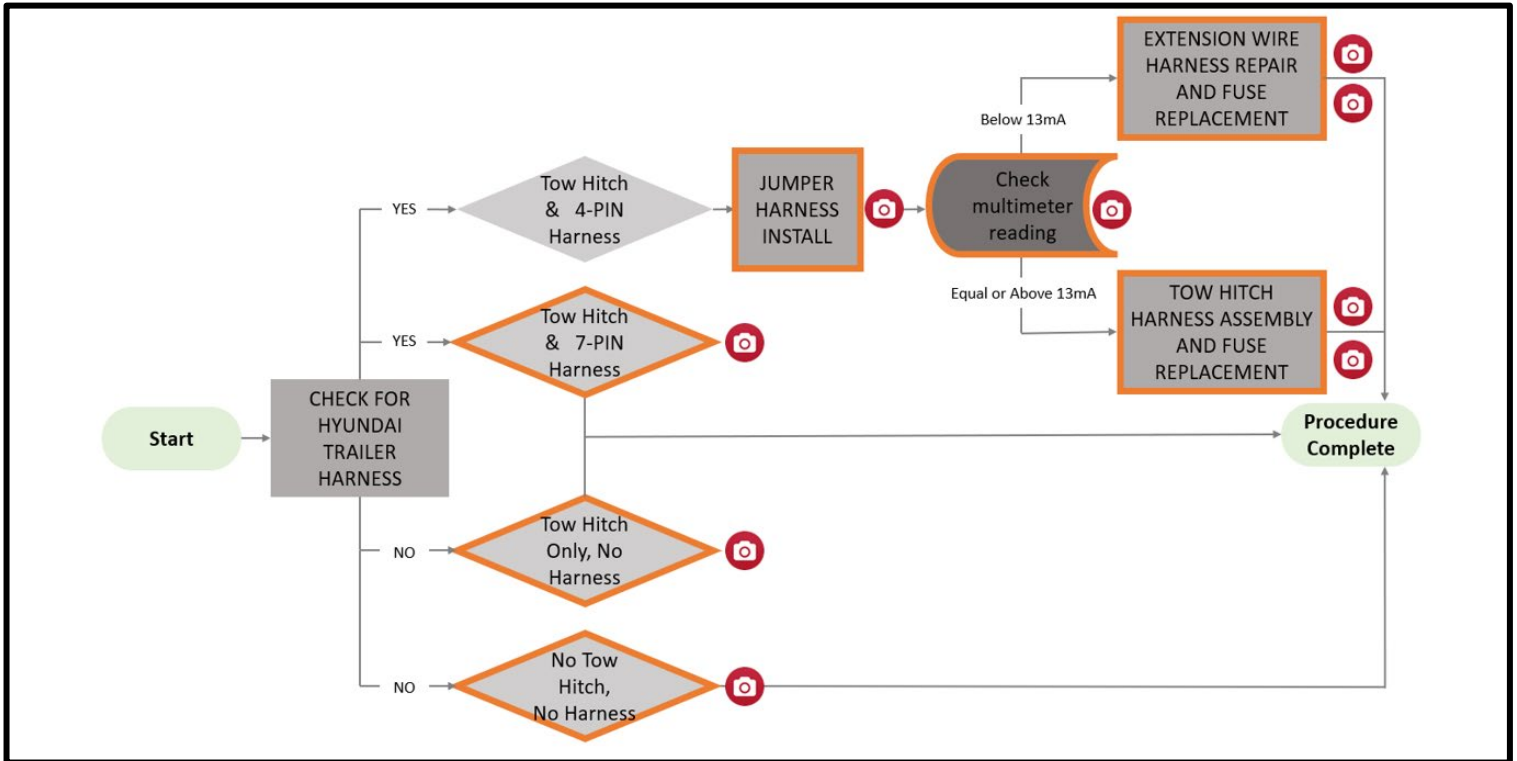 EXTENSION WIRE
HARNESS REPAIR
AND FUSE
REPLACEMENT
Below 13mA
YES
Tow Hitch
& 4-PIN
Harness
JUMPER
HARNESS
INSTALL
Check
multimeter
reading
Equal or Above 13mA
TOW HITCH
HARNESS ASSEMBLY
AND FUSE
REPLACEMENT
YES
Tow Hitch
& 7-PIN
Harness
Start
CHECK FOR
HYUNDAI
TRAILER
HARNESS
Procedure
Complete
NO
Tow Hitch
Only, No
Harness
NO
No Tow
Hitch,
No Harness